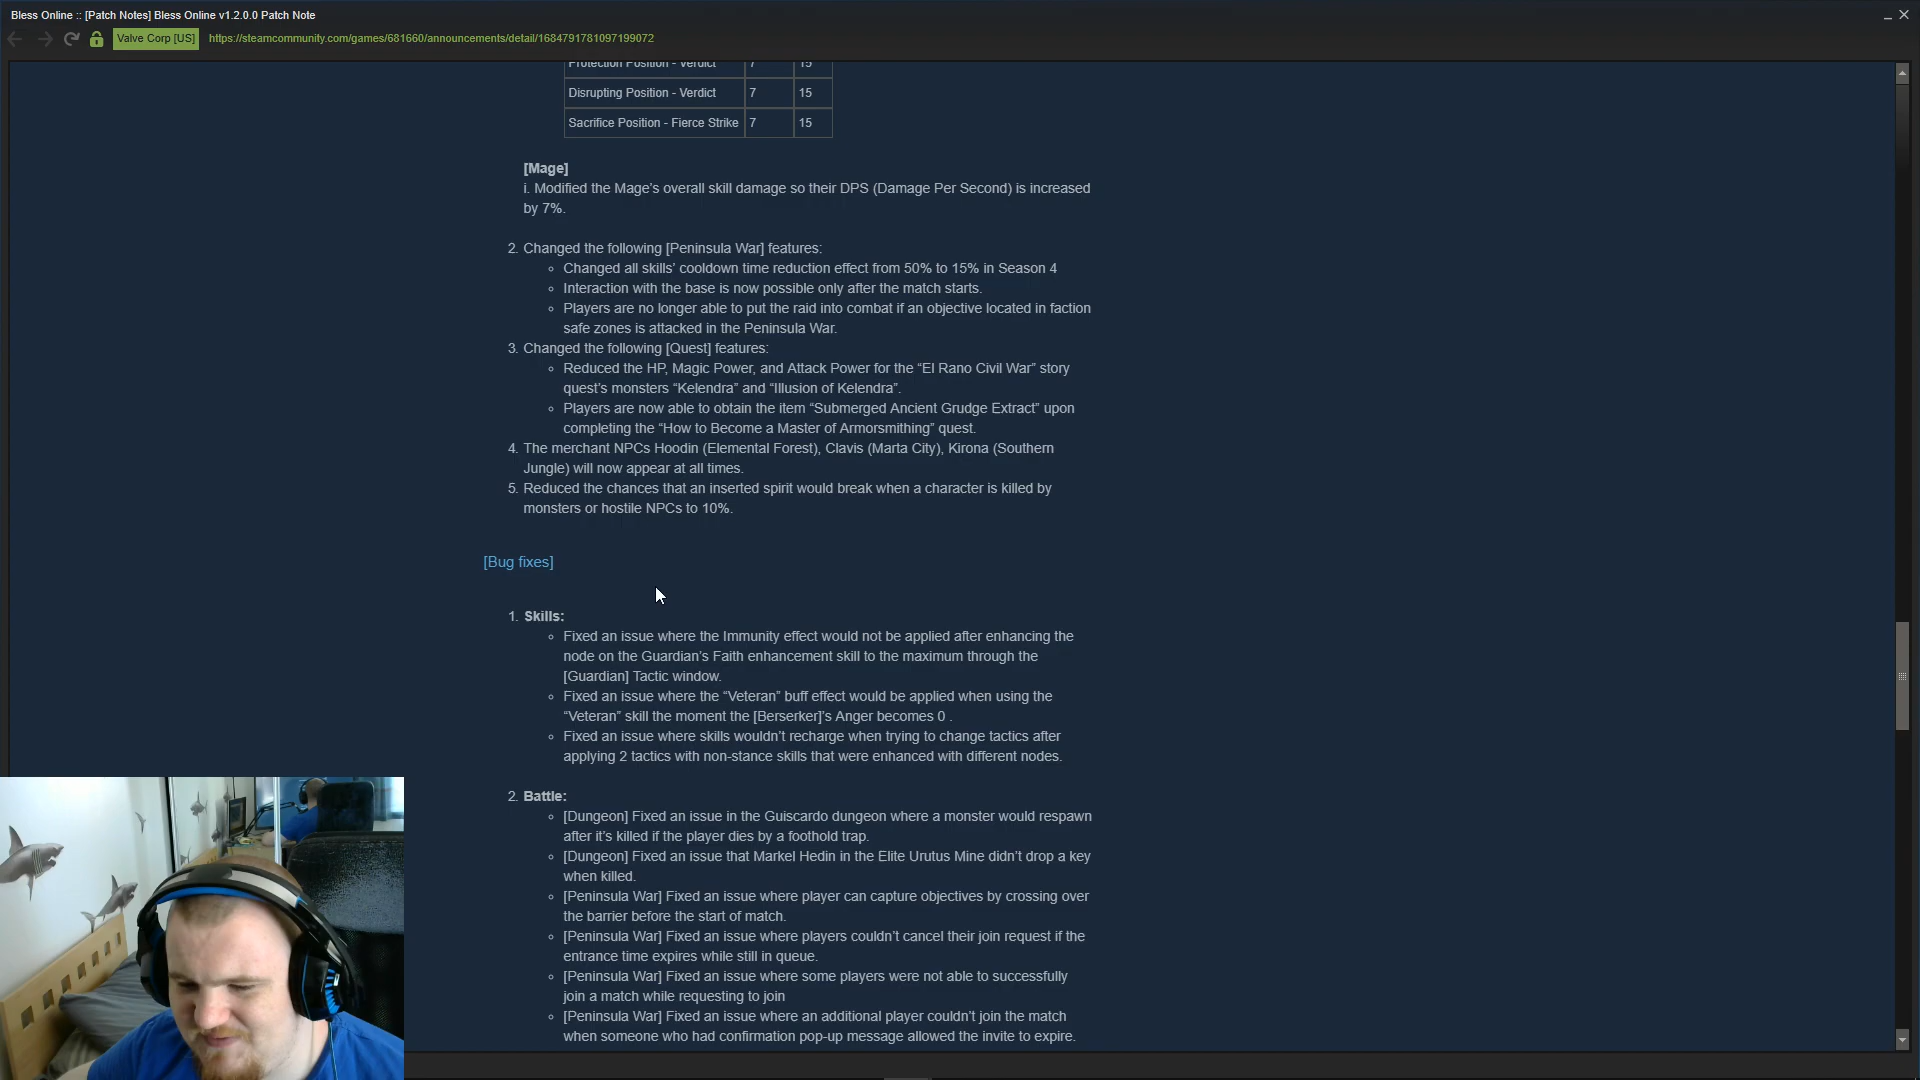 Bless Online :: [Patch Notes] Bless Online v1.2.0.0 Patch Note
Valve Corp [US] https://steamcommunity.com/games/681660/announcements/detail/1684791781097199072
Protection Position - Verdict 7 15
Disrupting Position - Verdict 7 15
Sacrifice Position - Fierce Strike 7 15
[Mage]
i. Modified the Mage’s overall skill damage so their DPS (Damage Per Second) is increased
by 7%.
2. Changed the following [Peninsula War] features:
Changed all skills’ cooldown time reduction effect from 50% to 15% in Season 4
Interaction with the base is now possible only after the match starts.
Players are no longer able to put the raid into combat if an objective located in faction
safe zones is attacked in the Peninsula War.
3. Changed the following [Quest] features:
Reduced the HP, Magic Power, and Attack Power for the “El Rano Civil War” story
quest’s monsters “Kelendra” and “Illusion of Kelendra”.
Players are now able to obtain the item “Submerged Ancient Grudge Extract” upon
completing the “How to Become a Master of Armorsmithing” quest.
4. The merchant NPCs Hoodin (Elemental Forest), Clavis (Marta City), Kirona (Southern
Jungle) will now appear at all times.
5. Reduced the chances that an inserted spirit would break when a character is killed by
monsters or hostile NPCs to 10%.
[Bug fixes]
1. Skills:
Fixed an issue where the Immunity effect would not be applied after enhancing the
node on the Guardian’s Faith enhancement skill to the maximum through the
[Guardian] Tactic window.
Fixed an issue where the “Veteran” buff effect would be applied when using the
“Veteran” skill the moment the [Berserker]’s Anger becomes 0 .
Fixed an issue where skills wouldn’t recharge when trying to change tactics after
applying 2 tactics with non-stance skills that were enhanced with different nodes.
2. Battle:
[Dungeon] Fixed an issue in the Guiscardo dungeon where a monster would respawn
after it’s killed if the player dies by a foothold trap.
[Dungeon] Fixed an issue that Markel Hedin in the Elite Urutus Mine didn’t drop a key
when killed.
[Peninsula War] Fixed an issue where player can capture objectives by crossing over
the barrier before the start of match.
[Peninsula War] Fixed an issue where players couldn’t cancel their join request if the
entrance time expires while still in queue.
[Peninsula War] Fixed an issue where some players were not able to successfully
join a match while requesting to join
[Peninsula War] Fixed an issue where an additional player couldn’t join the match
when someone who had confirmation pop-up message allowed the invite to expire.